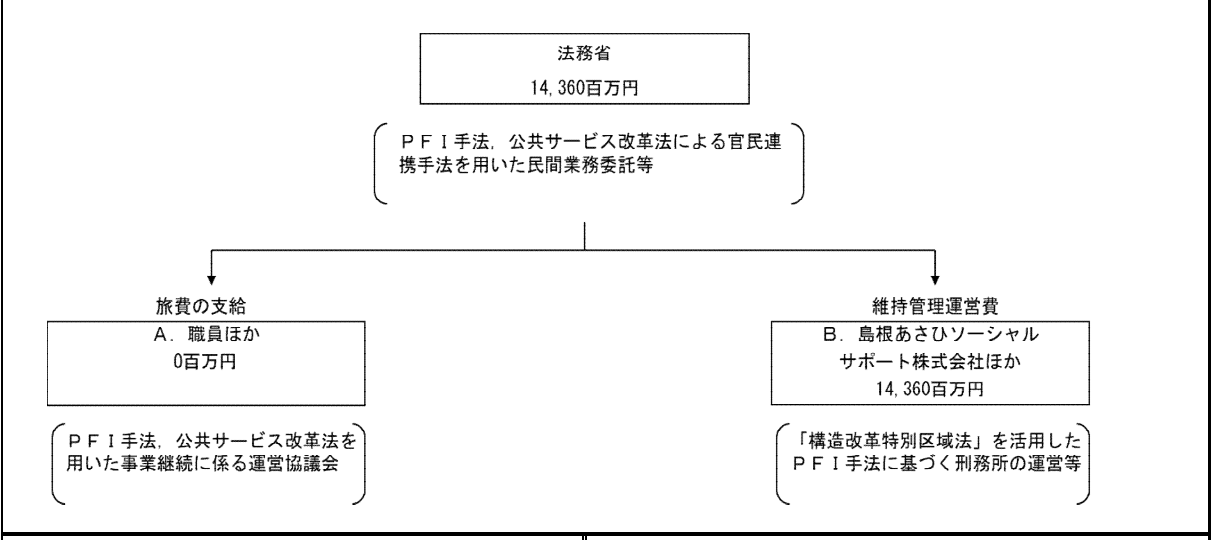 法務省
14,360百万円
ＰＦＩ手法，公共サービス改革法による官民連
携手法を用いた民間業務委託等
旅費の支給
Ａ．職員ほか
0百万円
ＰＦＩ手法，公共サービス改革法を
用いた事業継続に係る運営協議会
維持管理運営費
Ｂ．島根あさひソーシャル
サポート株式会社ほか
14,360百万円
「構造改革特別区域法」を活用した
ＰＦＩ手法に基づく刑務所の運営等